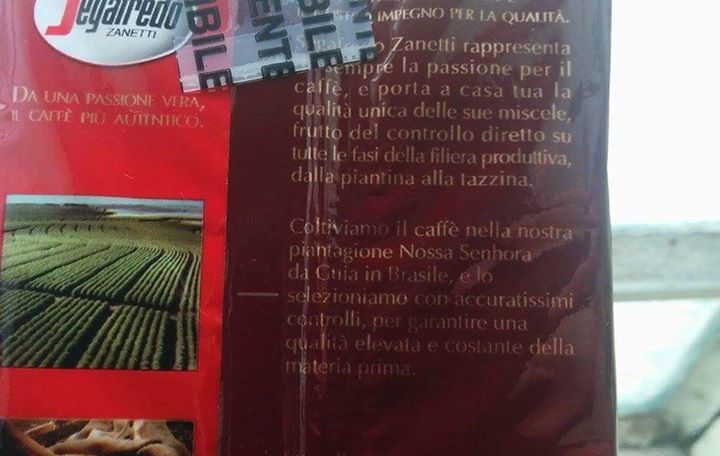 Segafredo
ZANETTI
DA UNA PASSIONE VERA,
IL CAFFÈ PIÙ AUTENTICO.
IMPEGNO PER LA QUALITÀ.
Zanetti rappresenta
sempre la passione per il
caffè, e porta a casa tua la
qualità unica delle sue miscele,
frutto del controllo diretto su
tutte le fasi della filiera produttiva,
dalla piantina alla tazzina.
Coltiviamo il caffè nella nostra
piantagione Nossa Senhora
da Guia in Brasile, e lo
selezioniamo con accuratissimi
controlli, per garantire una
qualità elevata e costante della
materia prima.